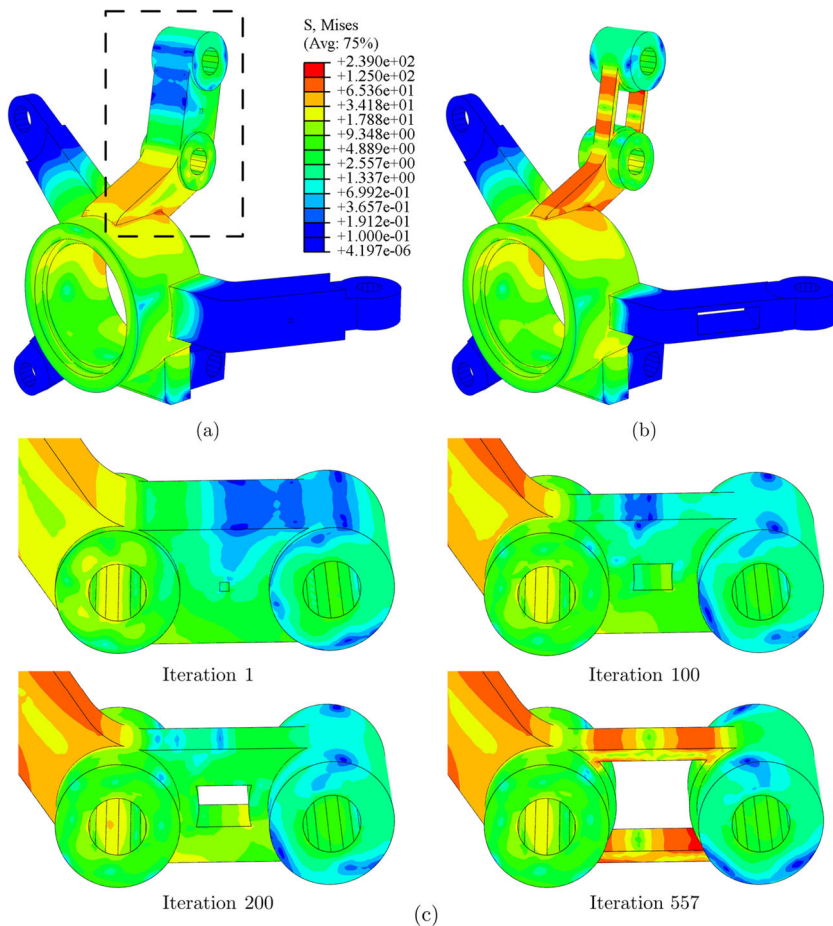 S, Mises
(Avg: 75%)
+2.390e+02
+1.250e+02
+6.536e+01
+3.418e+01
+1.788e+01
+9.348e+00
+4.889e+00
+2.557e+00
+1.337e+00
+6.992e-01
+3.657e-01
+1.912e-01
+1.000e-01
+4.197e-06
(a)
(b)
Iteration 1
Iteration 100
Iteration 200
Iteration 557
(c)